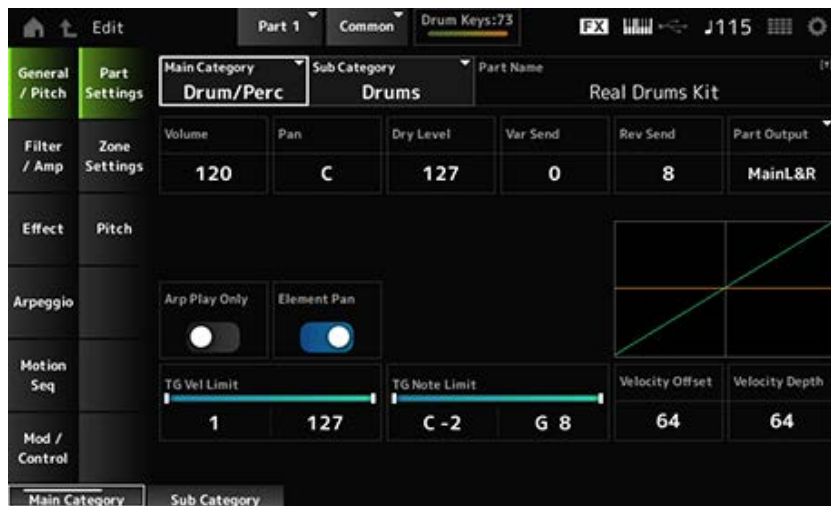 Edit
Part 1
Common
Drum Keys:73
FX
♩115
General / Pitch
Part Settings
Main Category
Drum/Perc
Sub Category
Drums
Part Name
Real Drums Kit
Filter / Amp
Zone Settings
Volume
120
Pan
C
Dry Level
127
Var Send
0
Rev Send
8
Part Output
MainL&R
Effect
Pitch
Arpeggio
Arp Play Only
Element Pan
Motion Seq
TG Vel Limit
1
127
TG Note Limit
C -2
G 8
Velocity Offset
64
Velocity Depth
64
Mod / Control
Main Category
Sub Category